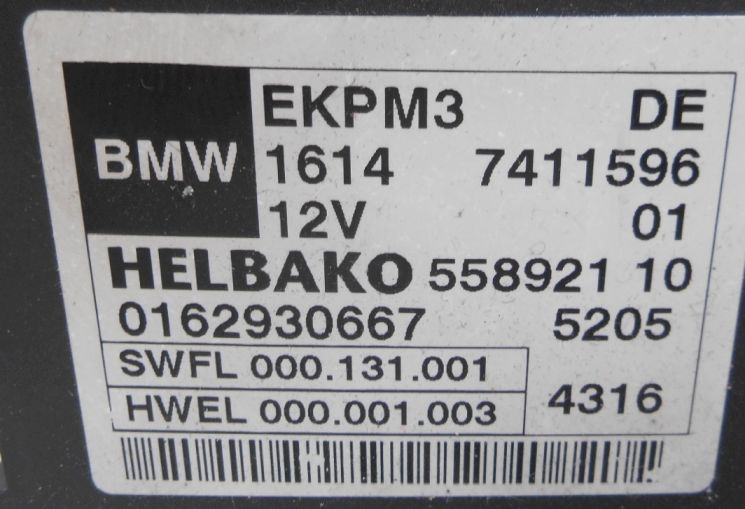 EKPM3 DE
BMW 1614 7411596
12V 01
HELBAKO 558921 10
0162930667 5205
SWFL 000.131.001
HWEL 000.001.003 4316